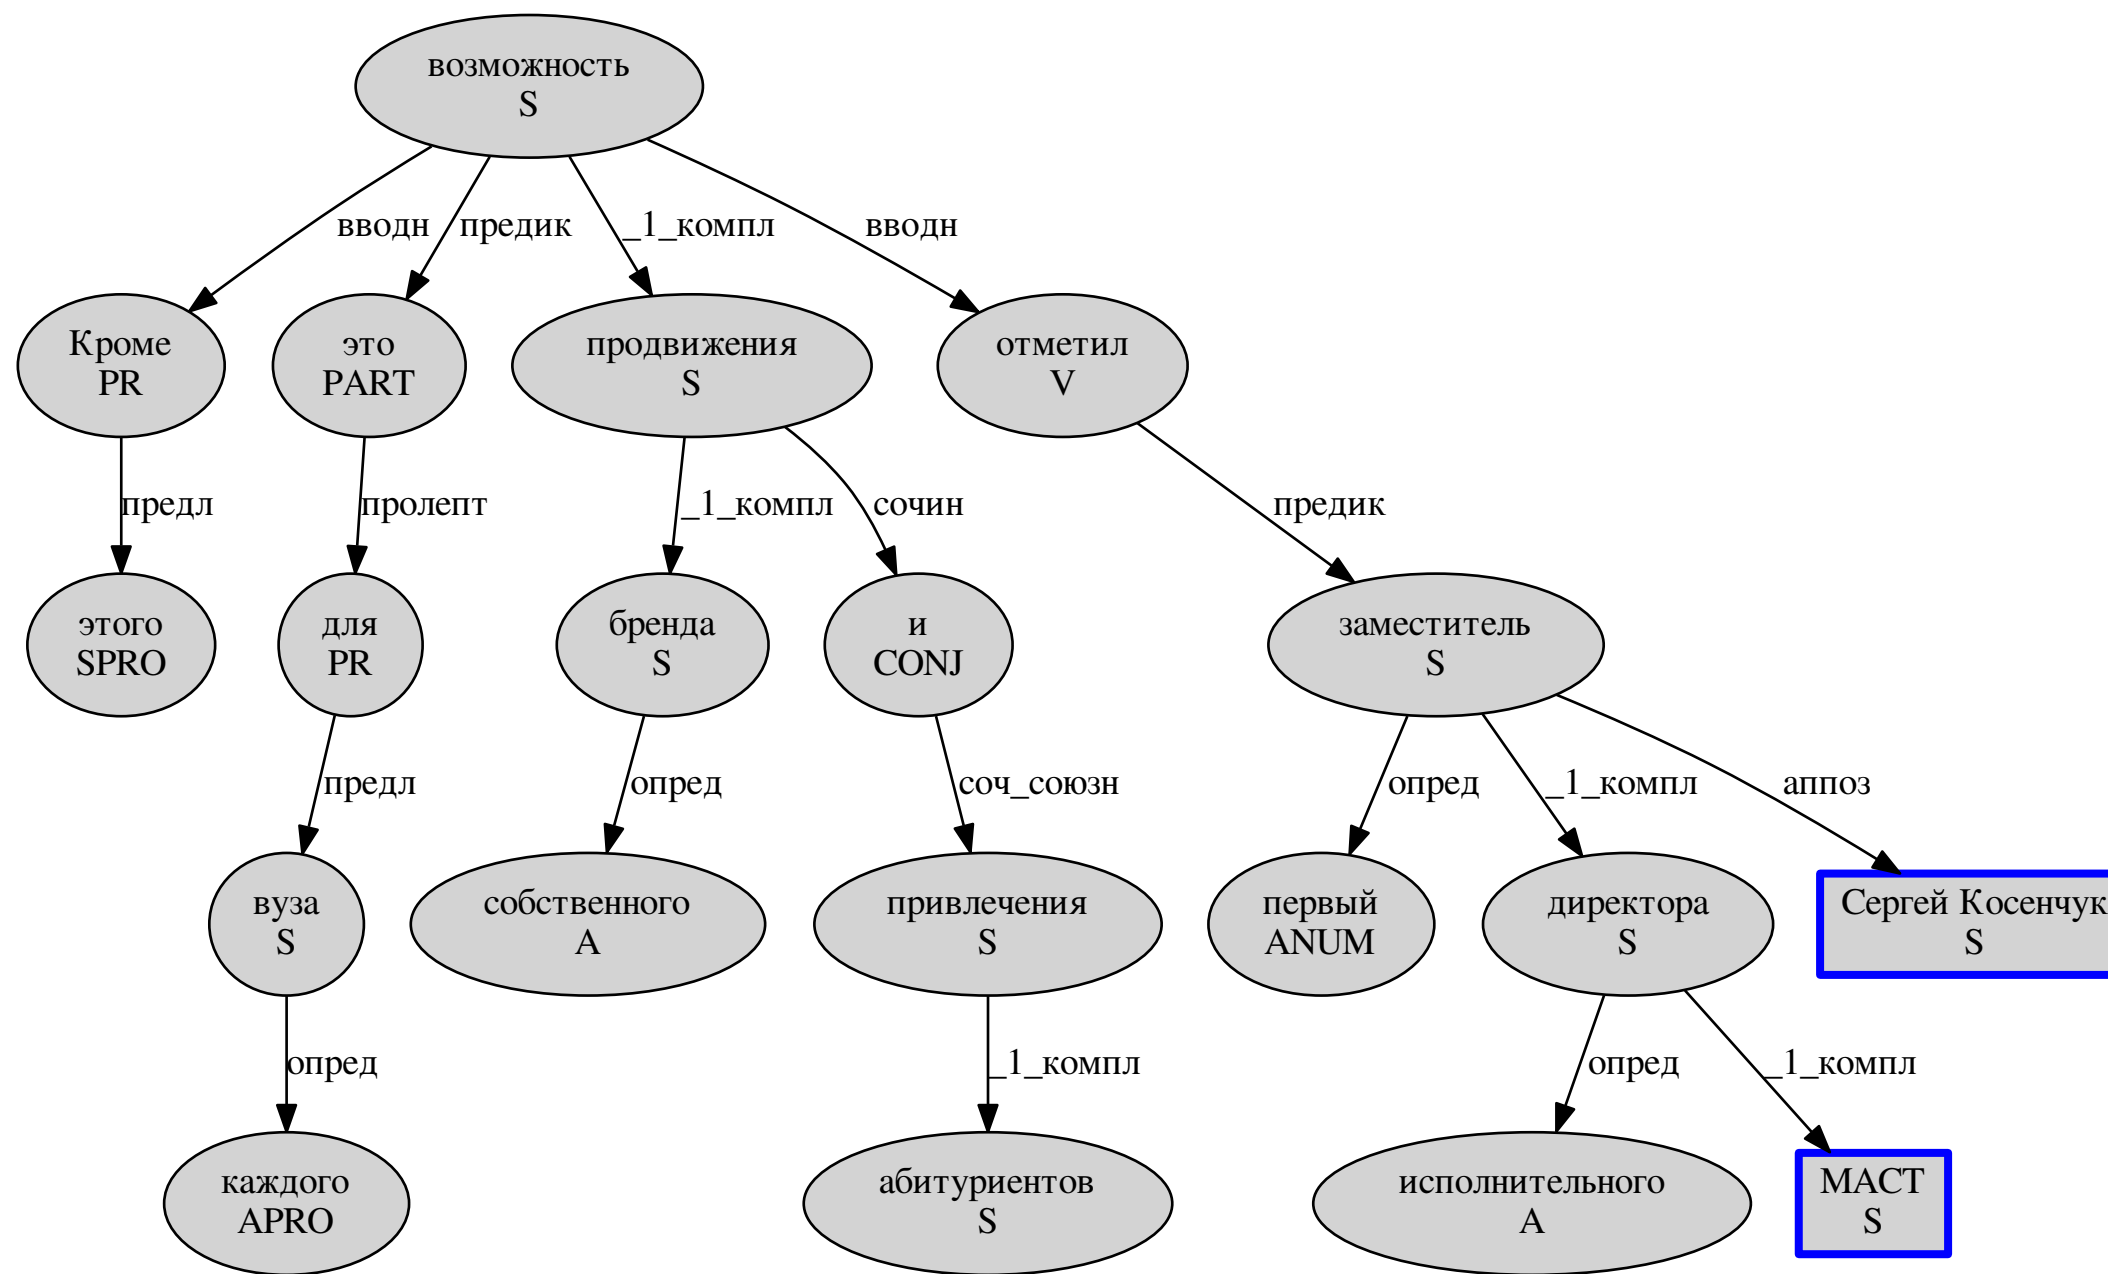 возможность
S
вводн
предик
_1_компл
вводн
Кроме
PR
это
PART
продвижения
S
отметил
V
предл
пролепт
_1_компл
сочин
предик
этого
SPRO
для
PR
бренда
S
и
CONJ
заместитель
S
предл
опред
соч_союзн
опред
_1_компл
аппоз
вуза
S
собственного
A
привлечения
S
первый
ANUM
директора
S
Сергей Косенчук
S
опред
_1_компл
опред
_1_компл
каждого
APRO
абитуриентов
S
исполнительного
A
МАСТ
S